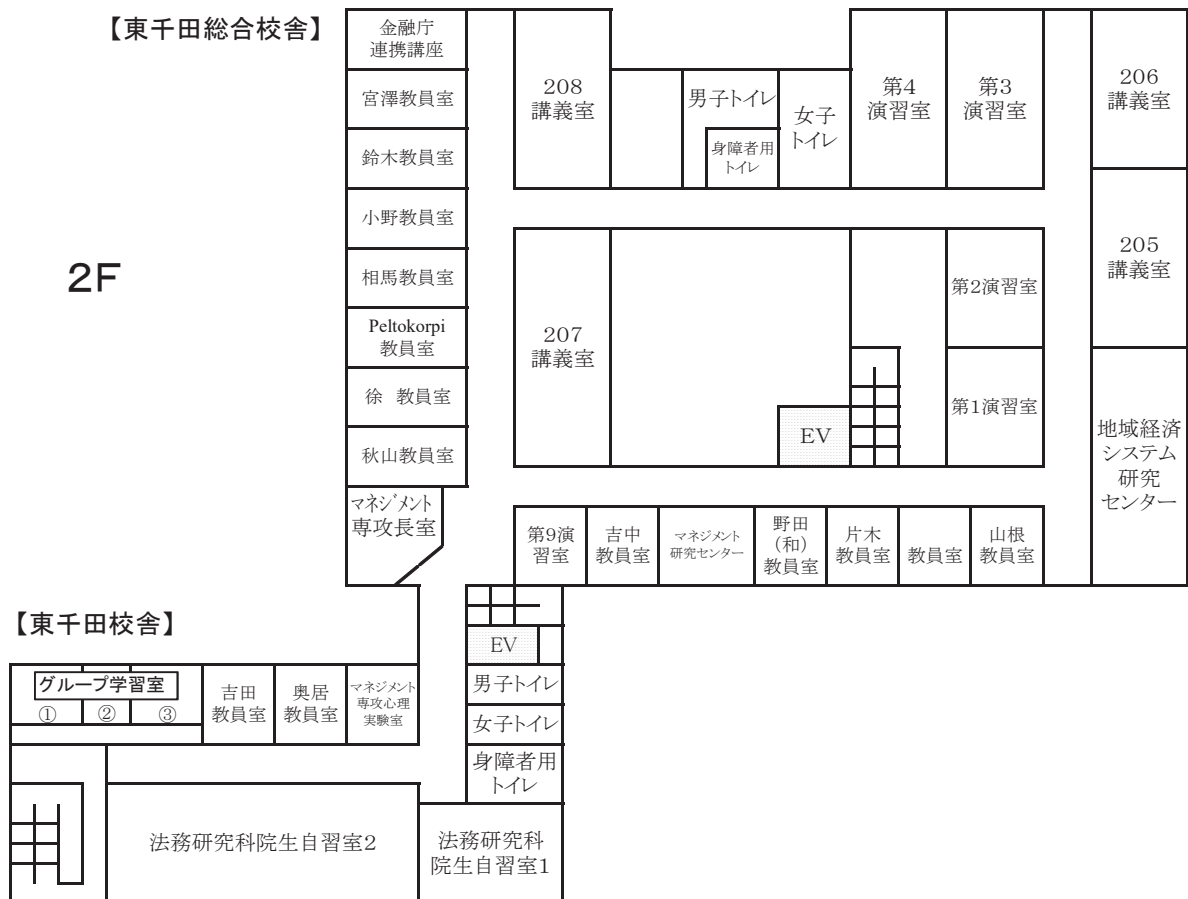 【東千田総合校舎】
2F
金融庁
連携講座
宮澤教員室
鈴木教員室
小野教員室
相馬教員室
Peltokorpi
教員室
徐 教員室
秋山教員室
マネジメント
専攻長室
208
講義室
男子トイレ
身障者用
トイレ
女子
トイレ
第4
演習室
第3
演習室
206
講義室
205
講義室
207
講義室
EV
第2演習室
第1演習室
地域経済
システム
研究
センター
第9演
習室
吉中
教員室
マネジメント
研究センター
野田
(和)
教員室
片木
教員室
教員室
山根
教員室
【東千田校舎】
グループ学習室
①
②
③
吉田
教員室
奥居
教員室
マネジメント
専攻心理
実験室
EV
男子トイレ
女子トイレ
身障者用
トイレ
法務研究科院生自習室2
法務研究科
院生自習室1